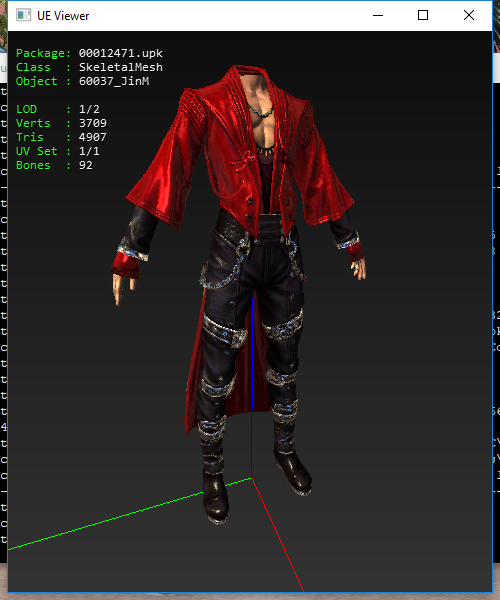 UE Viewer
Package: 00012471.upk
Class : SkeletalMesh
Object : 60037_JinM
LOD : 1/2
Verts : 3709
Tris : 4907
UV Set : 1/1
Bones : 92